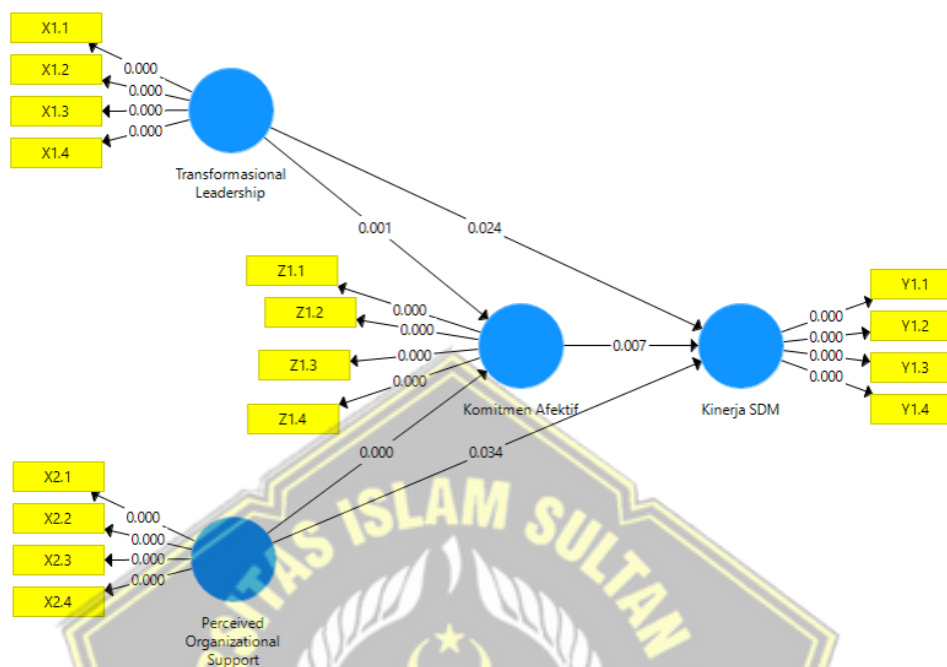 X1.1
X1.2
X1.3
X1.4
0.000
0.000
0.000
0.000
Transformasional
Leadership
0.001
0.024
Z1.1
Z1.2
Z1.3
Z1.4
0.000
0.000
0.000
0.000
Komitmen Afektif
0.007
Kinerja SDM
0.000
0.000
0.000
0.000
Y1.1
Y1.2
Y1.3
Y1.4
0.000
0.034
X2.1
X2.2
X2.3
X2.4
0.000
0.000
0.000
0.000
Perceived
Organizational
Support
ISLAM SULTAN